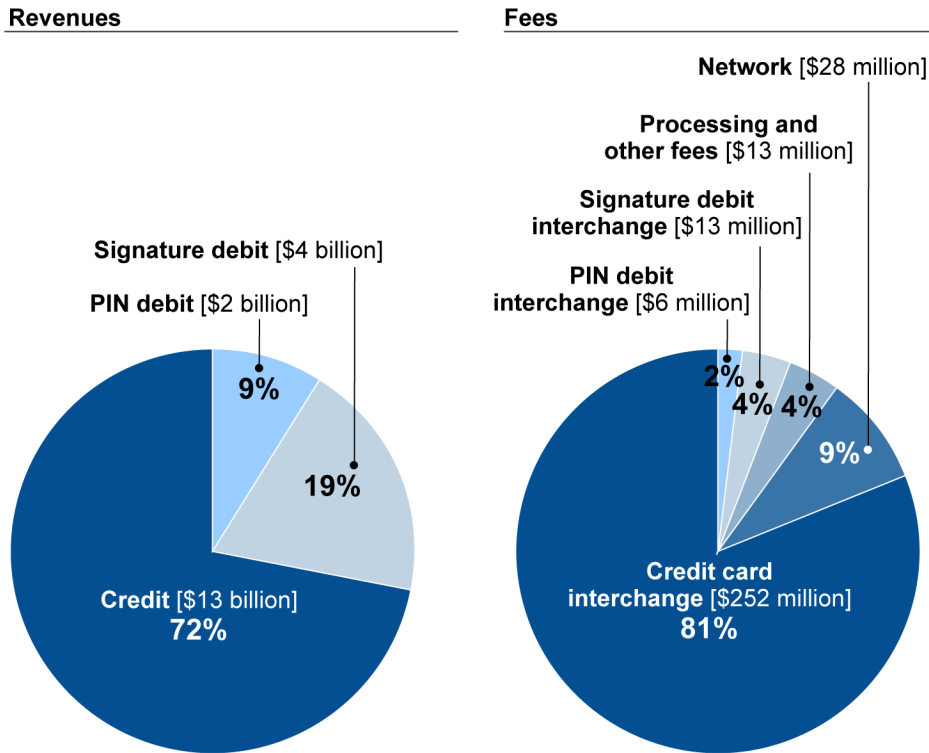 Revenues
Signature debit [$4 billion]
PIN debit [$2 billion]
9%
19%
Credit [$13 billion]
72%
Fees
Network [$28 million]
Processing and
other fees [$13 million]
Signature debit
interchange [$13 million]
PIN debit
interchange [$6 million]
2%
4%
4%
9%
Credit card
interchange [$252 million]
81%